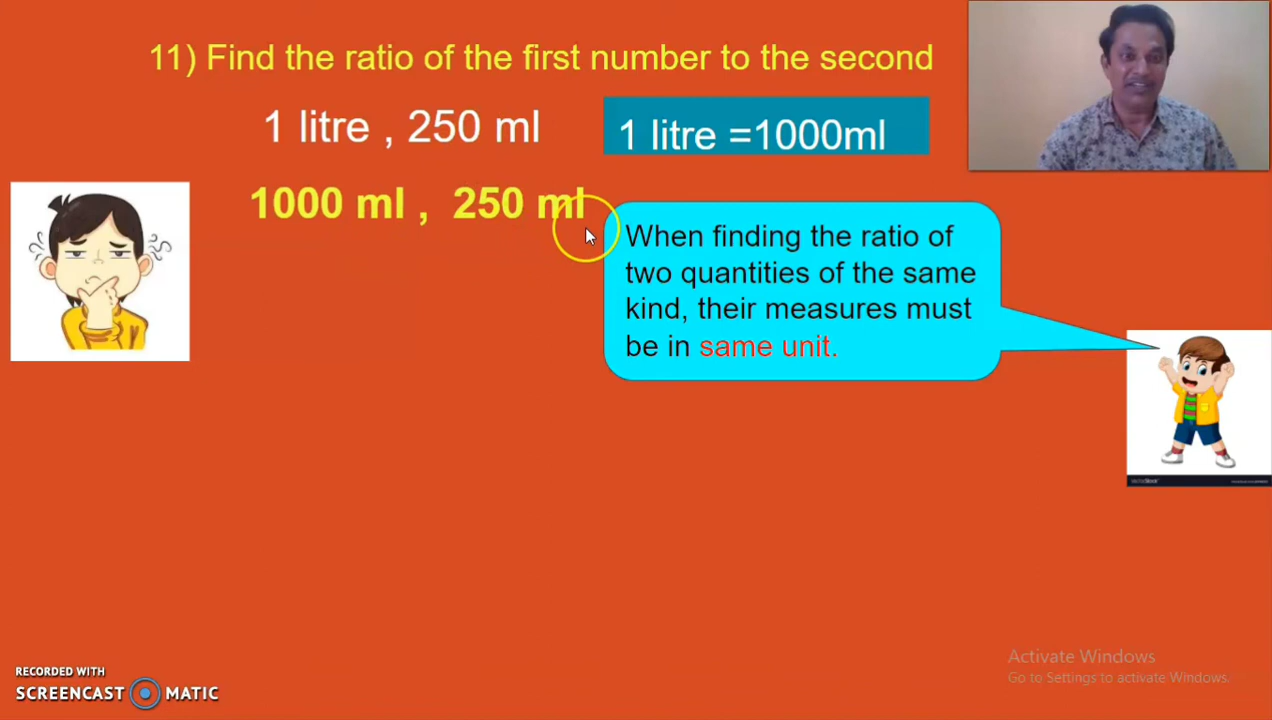 11) Find the ratio of the first number to the second
1 litre , 250 ml
1 litre =1000ml
1000 ml , 250 ml
When finding the ratio of
two quantities of the same
kind, their measures must
be in same unit.
Activate Windows
Go to Settings to activate Windows.
RECORDED WITH
SCREENCAST MATIC